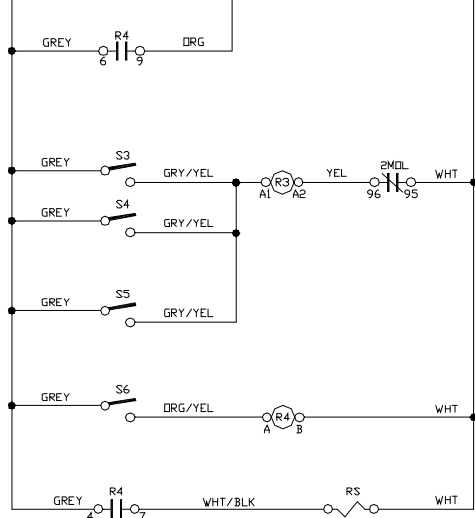 R4
GREY ORG
6 9
S3
GREY GRY/YEL R3 YEL 2MOL WHT
A1 A2 96 95
S4
GREY GRY/YEL
S5
GREY GRY/YEL
S6
GREY ORG/YEL R4 WHT
A B
R4 RS
GREY WHT/BLK WHT
4 7